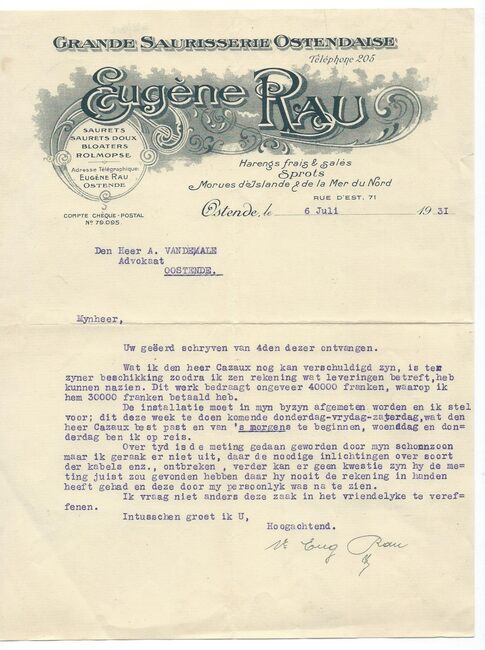 GRANDE SAURISSERIE OSTENDAISE
Téléphone 205
Eugène RAU
SAURETS
SAURETS DOUX
BLOATERS
ROLMOPSE
Adresse Télégraphique:
EUGÈNE RAU
OSTENDE
COMPTE CHÈQUE-POSTAL
No 79.095.
Harengs frais & salés
Sprots
Morues d'Islande & de la Mer du Nord
RUE D'EST, 71
Ostende, le 6 Juli 1931
Den Heer A. VANDEMALE
Advokaat
OOSTENDE.
Mynheer,
Uw geëerd schryven van 4den dezer ontvangen.
Wat ik den heer Cazaux nog kan verschuldigd zyn, is ter
zyner beschikking zoodra ik zen rekening wat leveringen betreft,heb
kunnen nazien. Dit werk bedraagt ongeveer 40000 franken, waarop ik
hem 30000 franken betaald heb.
De installatie moet in myn byzyn afgemeten worden en ik stel
voor; dit deze week te doen komende donderdag-vrydag-zaterdag,wat den
heer Cazaux best past en van 's morgens te beginnen, woensdag en don-
derdag ben ik op reis.
Over tyd is de meting gedaan geworden door myn schoonzoon
maar ik geraak er niet uit, daar de noodige inlichtingen over soort
der kabels enz., ontbreken , verder kan er geen kwestie zyn hy de me-
ting juist zou gevonden hebben daar hy nooit de rekening in handen
heeft gehad en deze door my persoonlyk was na te zien.
Ik vraag niet anders deze zaak in het vriendelyke te veref-
fenen.
Intusschen groet ik U,
Hoogachtend.
Eug Rau